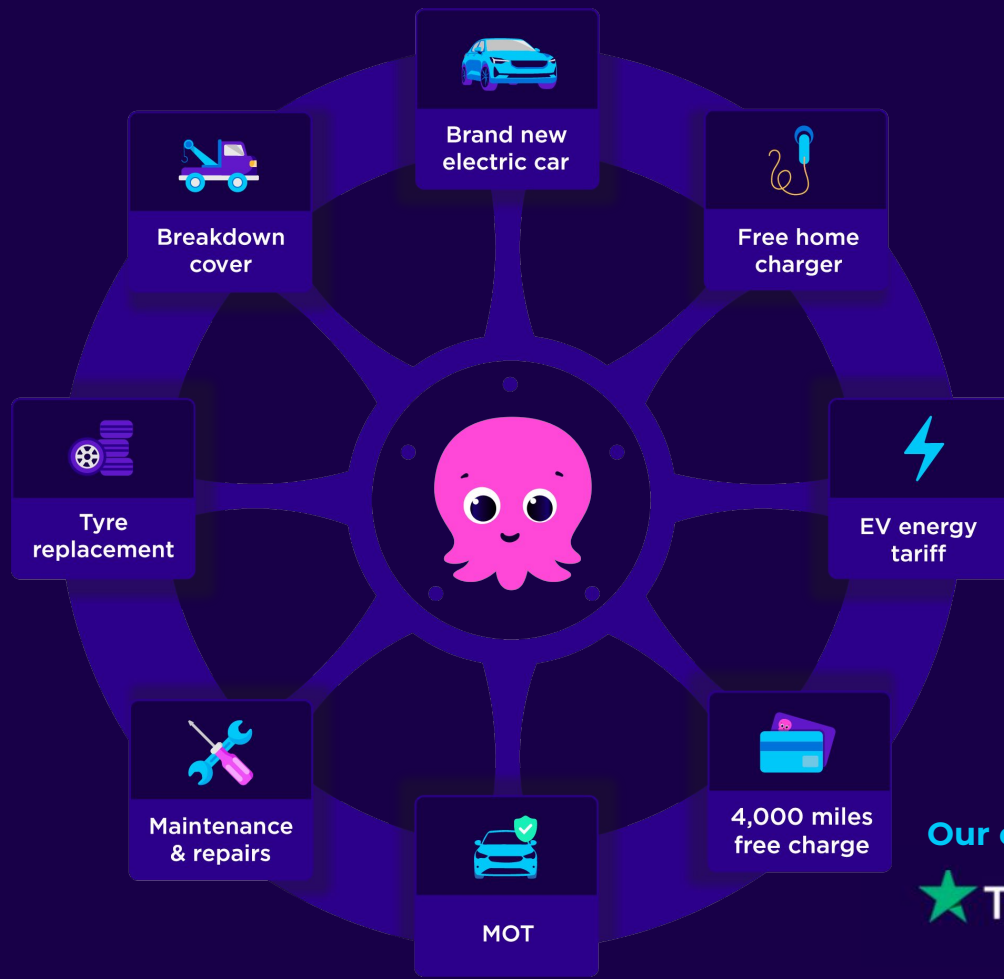 Brand new
electric car
Free home
charger
EV energy
tariff
4,000 miles
free charge
MOT
Maintenance
& repairs
Tyre
replacement
Breakdown
cover
Our